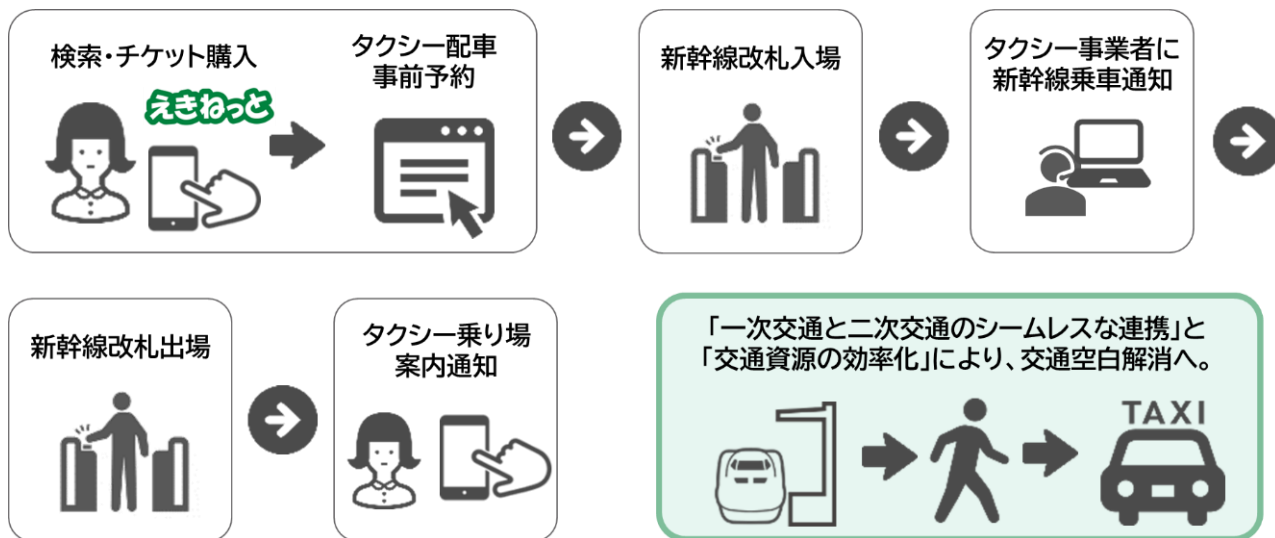 検索・チケット購入
えきねっと
タクシー配車
事前予約
新幹線改札入場
タクシー事業者に
新幹線乗車通知
新幹線改札出場
タクシー乗り場
案内通知
「一次交通と二次交通のシームレスな連携」と
「交通資源の効率化」により、交通空白解消へ。
TAXI